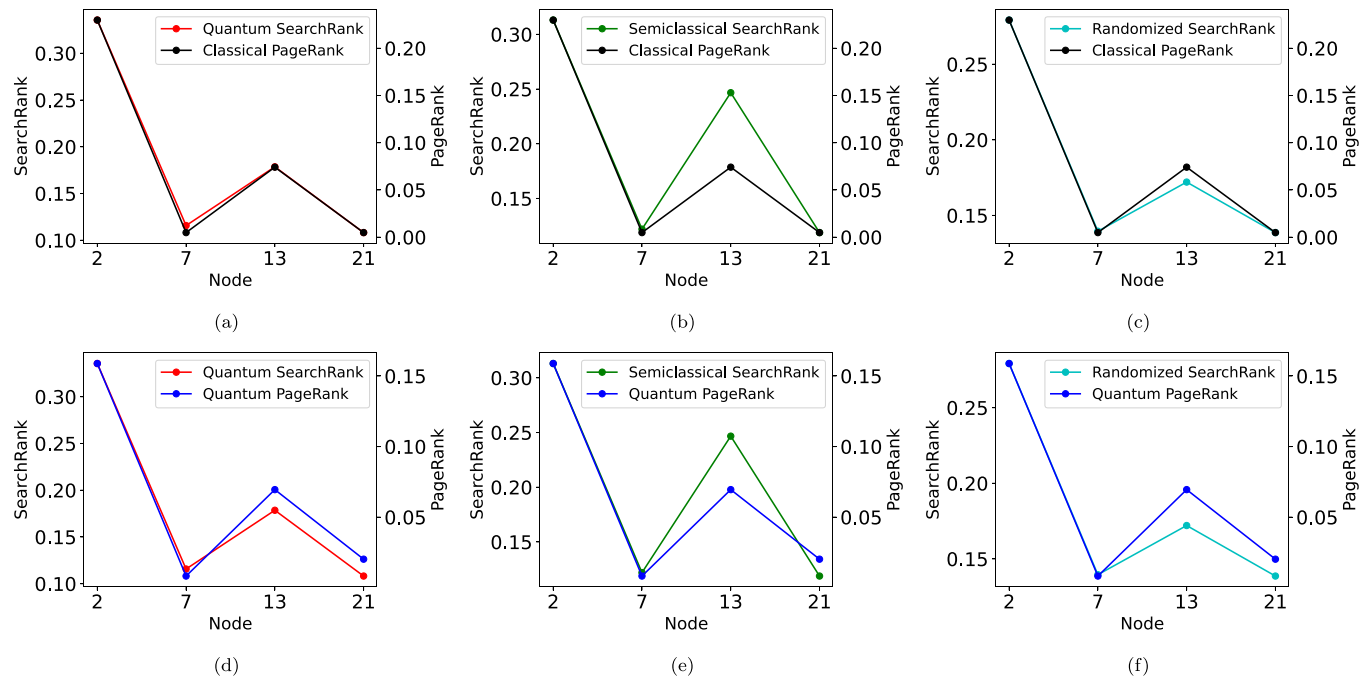 Quantum SearchRank
Classical PageRank
0.30
0.25
0.20
0.15
0.10
SearchRank
0.20
0.15
0.10
0.05
0.00
PageRank
2 7 13 21
Node
(a)
Semiclassical SearchRank
Classical PageRank
0.30
0.25
0.20
0.15
SearchRank
0.20
0.15
0.10
0.05
0.00
PageRank
2 7 13 21
Node
(b)
Randomized SearchRank
Classical PageRank
0.25
0.20
0.15
SearchRank
0.20
0.15
0.10
0.05
0.00
PageRank
2 7 13 21
Node
(c)
Quantum SearchRank
Quantum PageRank
0.30
0.25
0.20
0.15
0.10
SearchRank
0.15
0.10
0.05
PageRank
2 7 13 21
Node
(d)
Semiclassical SearchRank
Quantum PageRank
0.30
0.25
0.20
0.15
SearchRank
0.15
0.10
0.05
PageRank
2 7 13 21
Node
(e)
Randomized SearchRank
Quantum PageRank
0.25
0.20
0.15
SearchRank
0.15
0.10
0.05
PageRank
2 7 13 21
Node
(f)